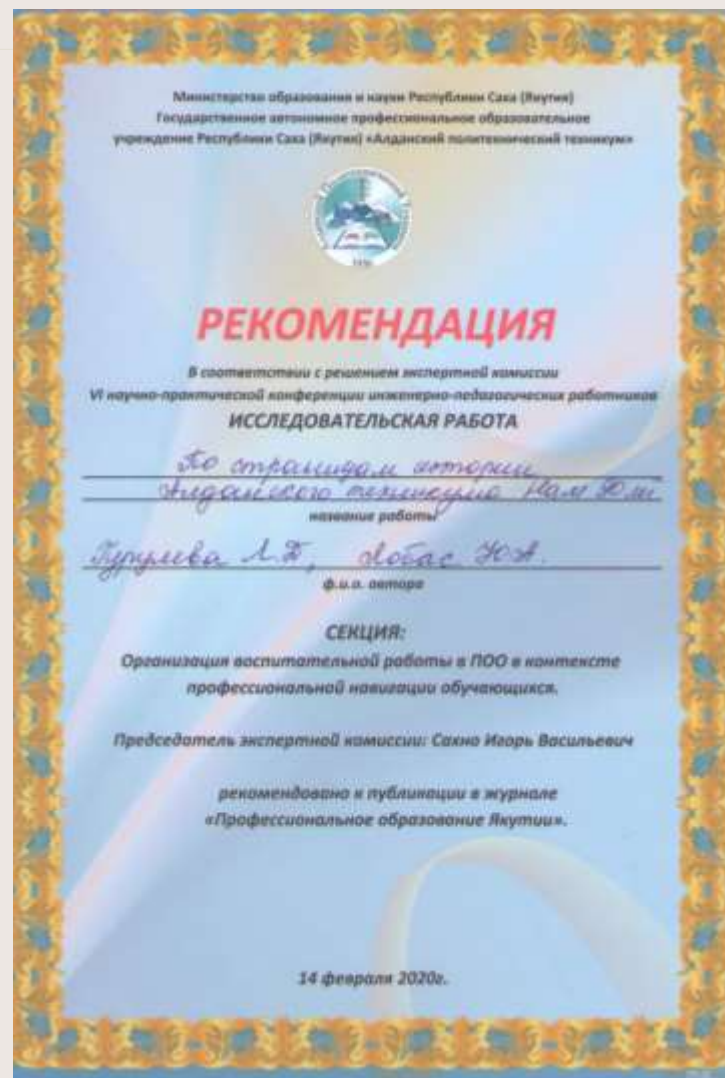 Министерство образования и науки Республики Саха (Якутия)
Государственное автономное профессиональное образовательное
учреждение Республики Саха (Якутия) «Алданский политехнический техникум»
РЕКОМЕНДАЦИЯ
В соответствии с решением экспертной комиссии
VI научно-практической конференции инженерно-педагогических работников
ИССЛЕДОВАТЕЛЬСКАЯ РАБОТА
По страницам истории
Алданского техникума Нам
название работы
Л.Д, Лобас Ю.А.
ф.и.о. автора
СЕКЦИЯ:
Организация воспитательной работы в ПОО в контексте
профессиональной навигации обучающихся.
Председатель экспертной комиссии: Сахно Игорь Васильевич
рекомендовано к публикации в журнале
«Профессиональное образование Якутии».
14 февраля 2020г.